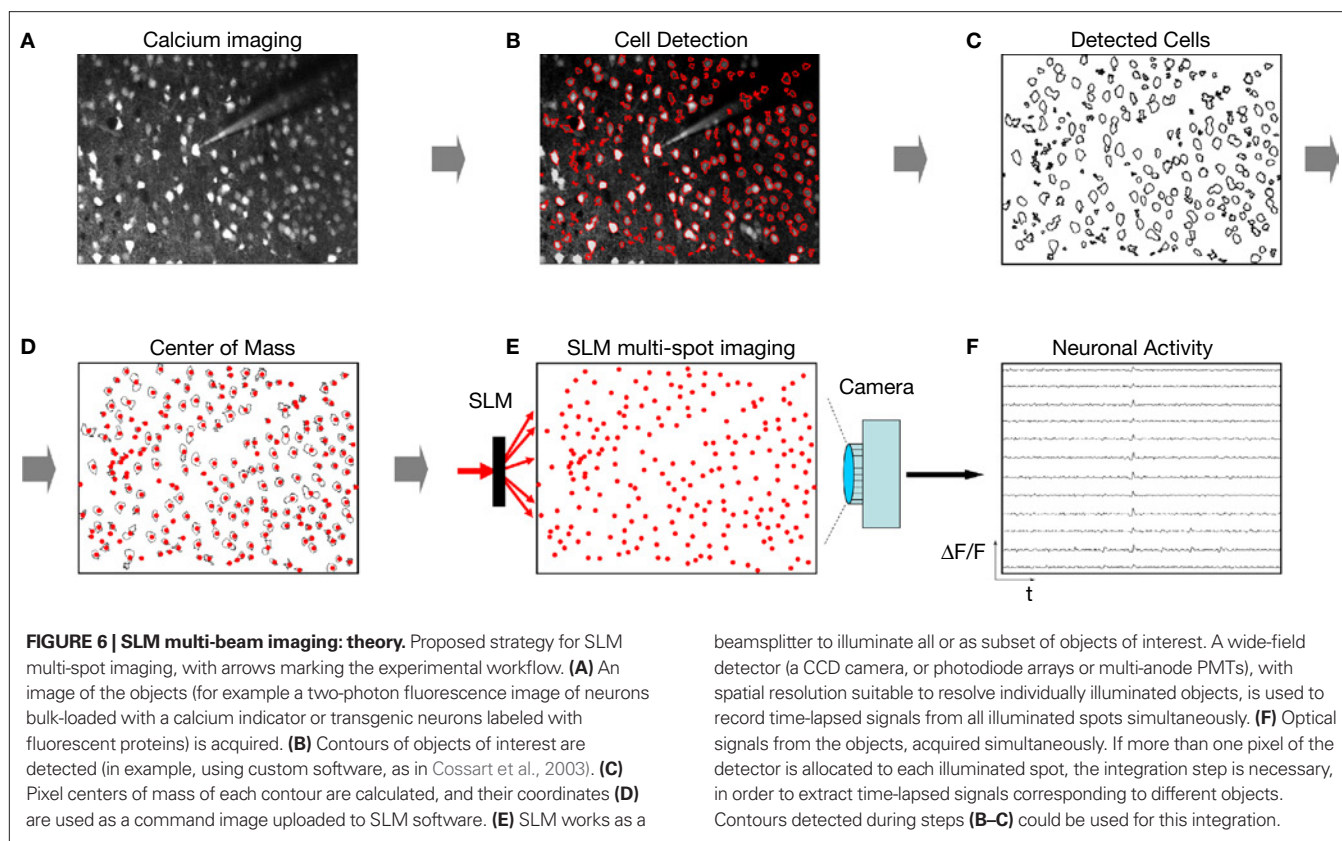 A
Calcium imaging
B
Cell Detection
C
Detected Cells
D
Center of Mass
E
SLM multi-spot imaging
SLM
Camera
F
Neuronal Activity
ΔF/F
t
FIGURE 6 | SLM multi-beam imaging: theory. Proposed strategy for SLM
multi-spot imaging, with arrows marking the experimental workflow. (A) An
image of the objects (for example a two-photon fluorescence image of neurons
bulk-loaded with a calcium indicator or transgenic neurons labeled with
fluorescent proteins) is acquired. (B) Contours of objects of interest are
detected (in example, using custom software, as in Cossart et al., 2003). (C)
Pixel centers of mass of each contour are calculated, and their coordinates (D)
are used as a command image uploaded to SLM software. (E) SLM works as a
beamsplitter to illuminate all or as subset of objects of interest. A wide-field
detector (a CCD camera, or photodiode arrays or multi-anode PMTs), with
spatial resolution suitable to resolve individually illuminated objects, is used to
record time-lapsed signals from all illuminated spots simultaneously. (F) Optical
signals from the objects, acquired simultaneously. If more than one pixel of the
detector is allocated to each illuminated spot, the integration step is necessary,
in order to extract time-lapsed signals corresponding to different objects.
Contours detected during steps (B–C) could be used for this integration.